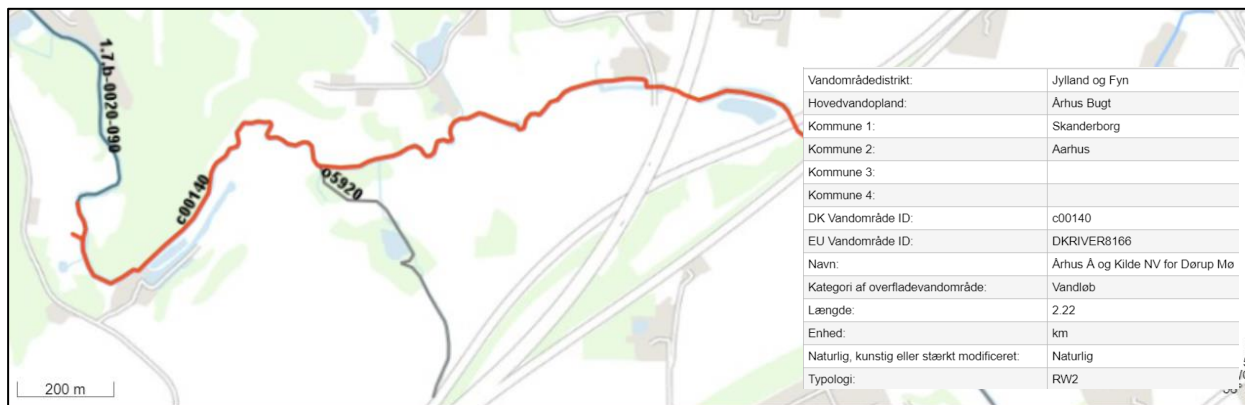 1.7.b-0020-090
c00140
o5920
200 m
Vandområdedistrikt: Jylland og Fyn
Hovedvandopland: Århus Bugt
Kommune 1: Skanderborg
Kommune 2: Aarhus
Kommune 3:
Kommune 4:
DK Vandområde ID: c00140
EU Vandområde ID: DKRIVER8166
Navn: Århus Å og Kilde NV for Dørup Mø
Kategori af overfladevandområde: Vandløb
Længde: 2.22
Enhed: km
Naturlig, kunstig eller stærkt modificeret: Naturlig
Typologi: RW2